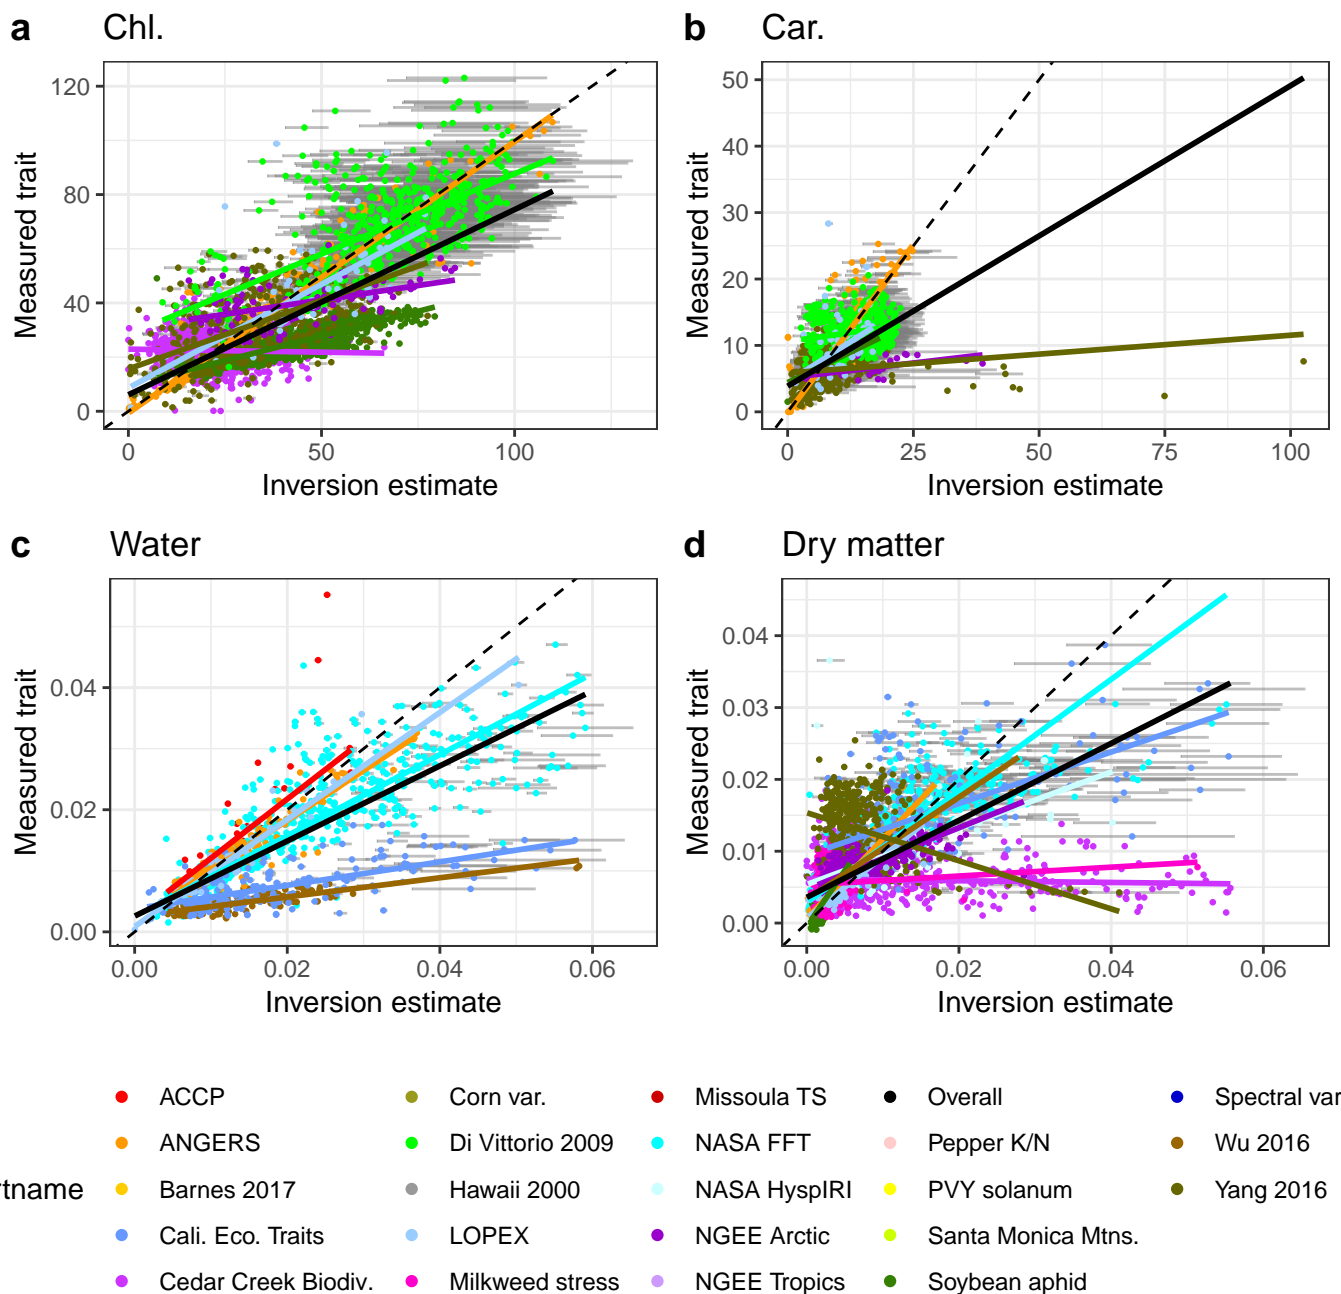 a Chl.
120
80
40
0
0 50 100
Measured trait
Inversion estimate
b Car.
50
40
30
20
10
0
0 25 50 75 100
Measured trait
Inversion estimate
c Water
0.04
0.02
0.00
0.00 0.02 0.04 0.06
Measured trait
Inversion estimate
d Dry matter
0.04
0.03
0.02
0.01
0.00
0.00 0.02 0.04 0.06
Measured trait
Inversion estimate
rtname
ACCP
ANGERS
Barnes 2017
Cali. Eco. Traits
Cedar Creek Biodiv.
Corn var.
Di Vittorio 2009
Hawaii 2000
LOPEX
Milkweed stress
Missoula TS
NASA FFT
NASA HyspIRI
NGEE Arctic
NGEE Tropics
Overall
Pepper K/N
PVY solanum
Santa Monica Mtns.
Soybean aphid
Spectral var
Wu 2016
Yang 2016